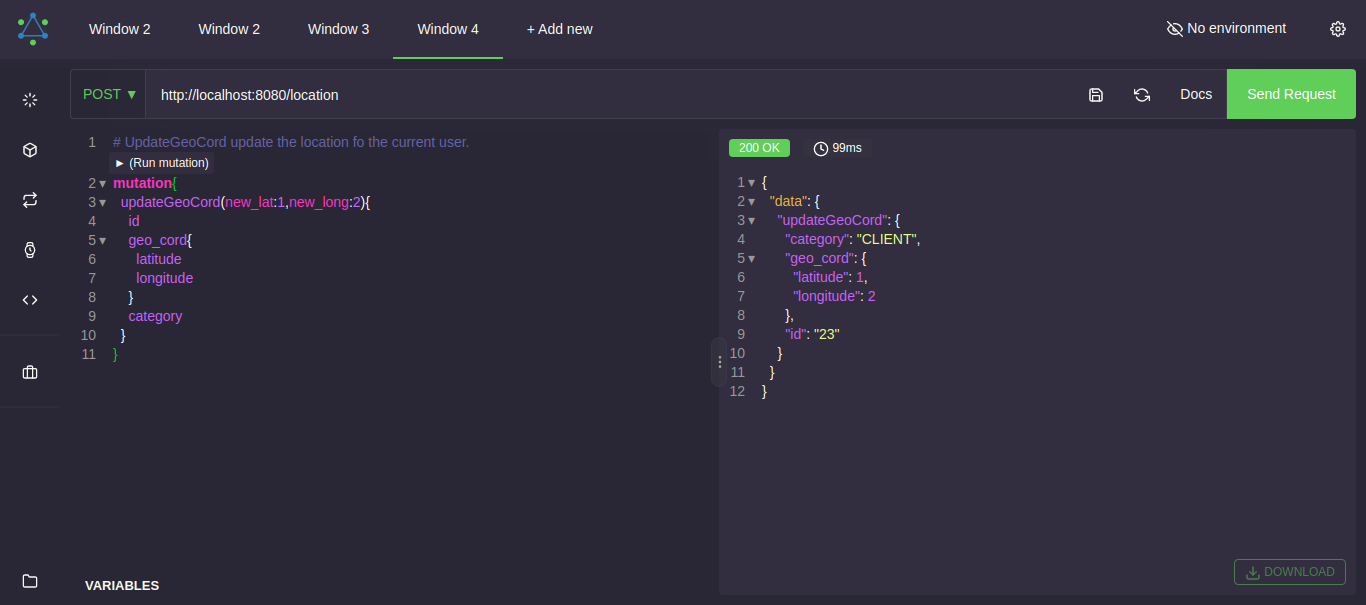 Window 2 Window 2 Window 3 Window 4 + Add new No environment
POST ▼ http://localhost:8080/location Docs Send Request
1 # UpdateGeoCord update the location fo the current user.
► (Run mutation)
2 ▾ mutation{
3 ▾ updateGeoCord(new_lat:1,new_long:2){
4 id
5 ▾ geo_cord{
6 latitude
7 longitude
8 }
9 category
10 }
11 }
VARIABLES
200 OK 99ms
1 ▾ {
2 ▾ "data": {
3 ▾ "updateGeoCord": {
4 "category": "CLIENT",
5 ▾ "geo_cord": {
6 "latitude": 1,
7 "longitude": 2
8 },
9 "id": "23"
10 }
11 }
12 }
DOWNLOAD